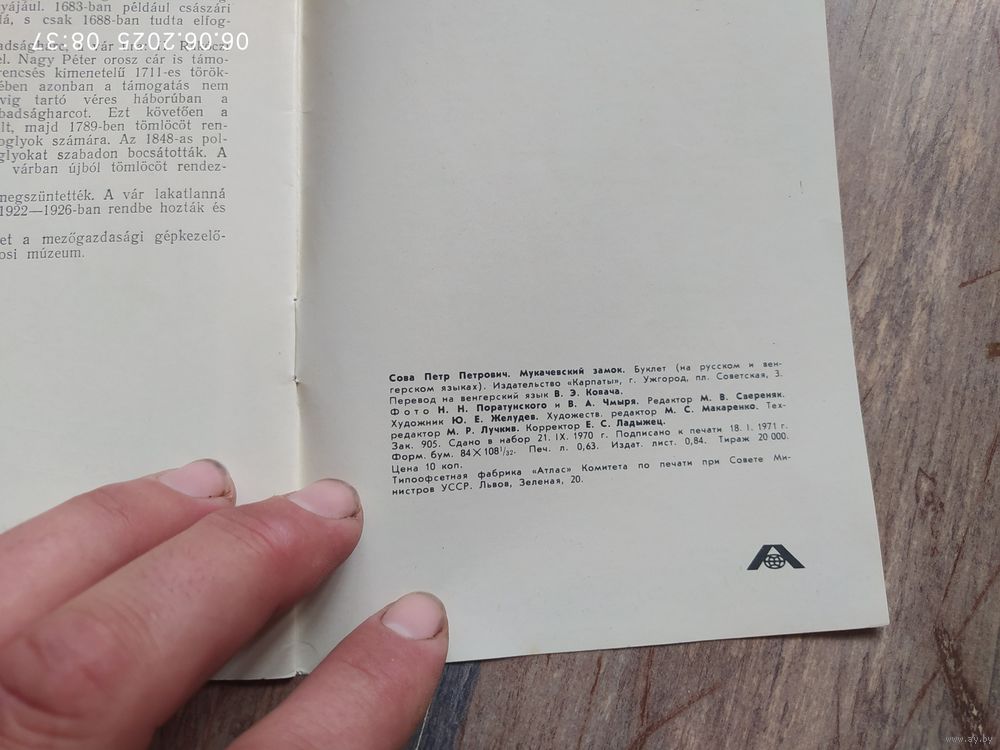 yájául. 1683-ban például császári
fá, s csak 1688-ban tudta elfog-
06.06.2025 08:37
adságharc, a vár
el. Nagy Péter orosz cár is támo-
rencsés kimenetelű 1711-es török-
ében azonban a támogatás nem
vig tartó véres háborúban a
badságharcot. Ezt követően a
lt, majd 1789-ben tömlöcöt ren-
oglyok számára. Az 1848-as pol-
glyokat szabadon bocsátották. A
várban újból tömlöcöt rendez-
megszüntették. A vár lakatlanná
1922—1926-ban rendbe hozták és
et a mezőgazdasági gépkezelő-
osi múzeum.
Сова Петр Петрович. Мукачевский замок. Буклет (на русском и вен-
герском языках). Издательство «Карпаты», г. Ужгород, пл. Советская, 3.
Перевод на венгерский язык В. Э. Ковача.
Фото Н. Н. Поратунского и В. А. Чмыря. Редактор М. В. Свереняк.
Художник Ю. Е. Желудев. Художеств. редактор М. С. Макаренко. Тех-
редактор М. Р. Лучкив. Корректор Е. С. Ладыжец.
Зак. 905. Сдано в набор 21. IX. 1970 г. Подписано к печати 18. I. 1971 г.
Форм. бум. 84×108¹/₃₂. Печ. л. 0,63. Издат. лист. 0,84. Тираж 20 000.
Цена 10 коп.
Типоофсетная фабрика «Атлас» Комитета по печати при Совете Ми-
нистров УССР. Львов, Зеленая, 20.
www.ay.by